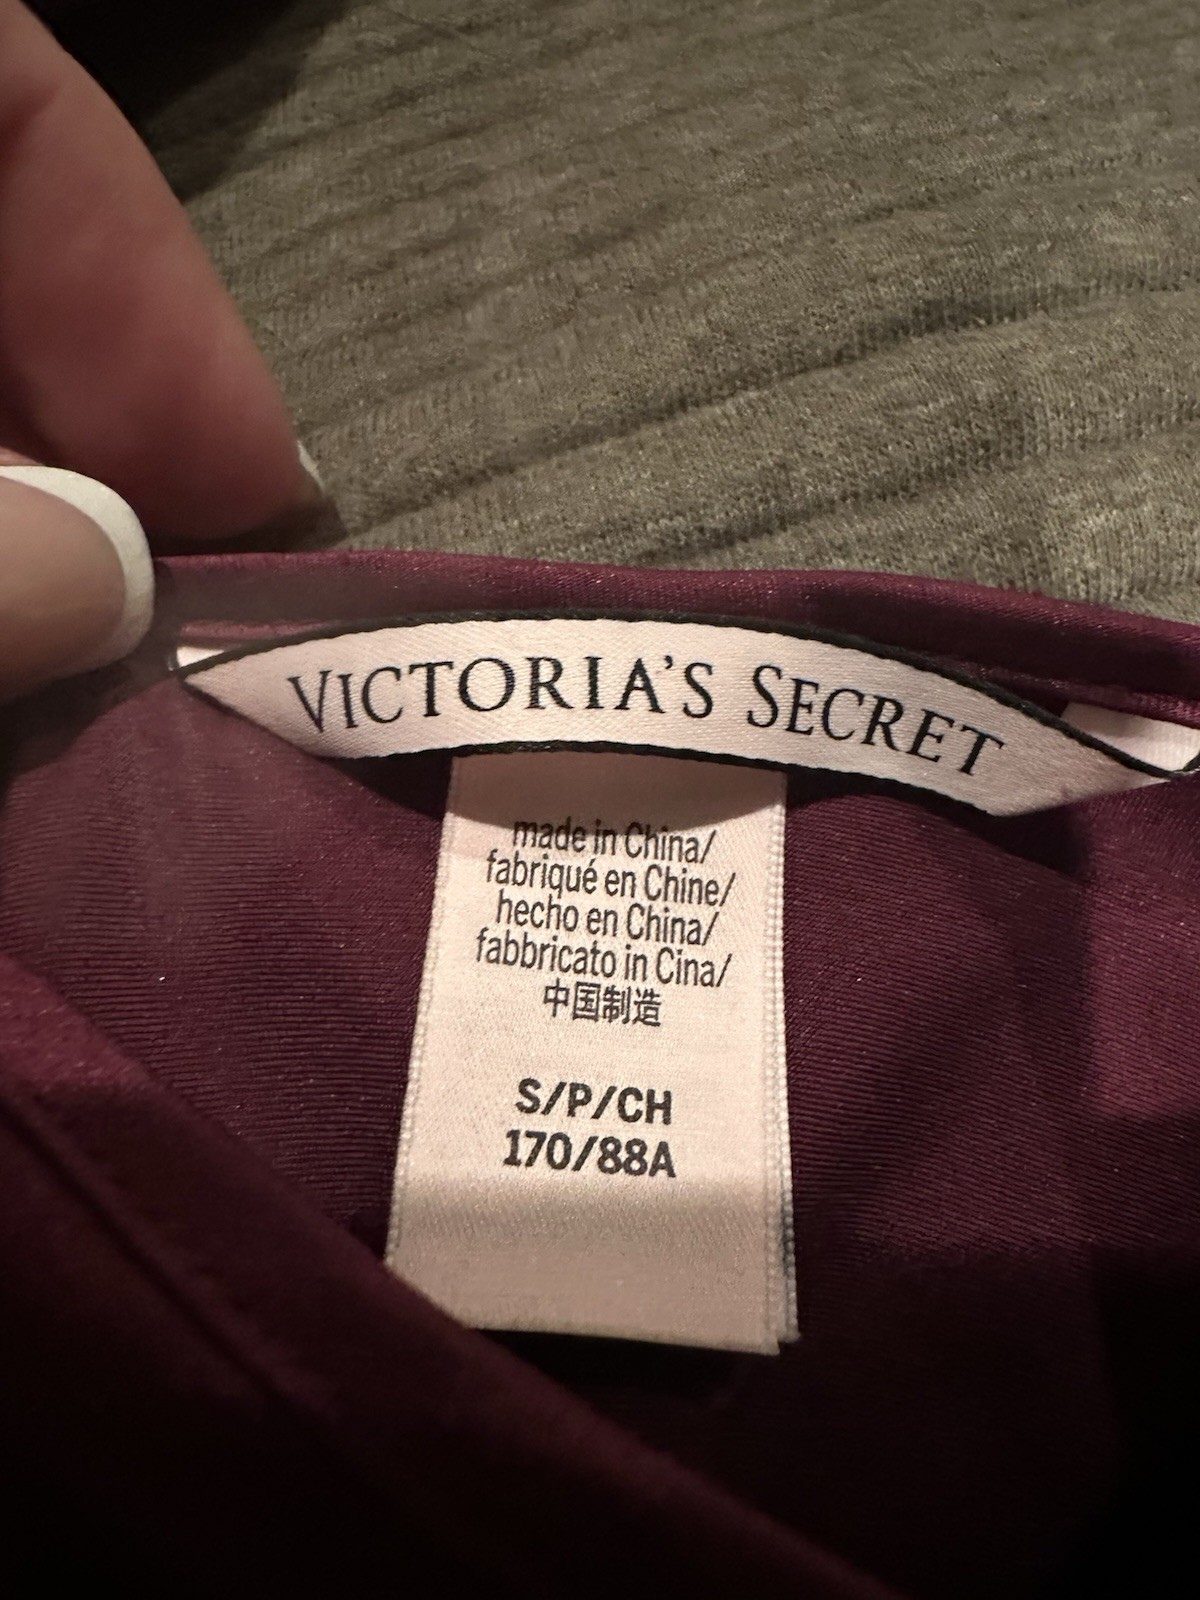 VICTORIA'S SECRET
made in China/
fabriqué en Chine/
hecho en China/
fabbricato in Cina/
中国制造
S/P/CH
170/88A